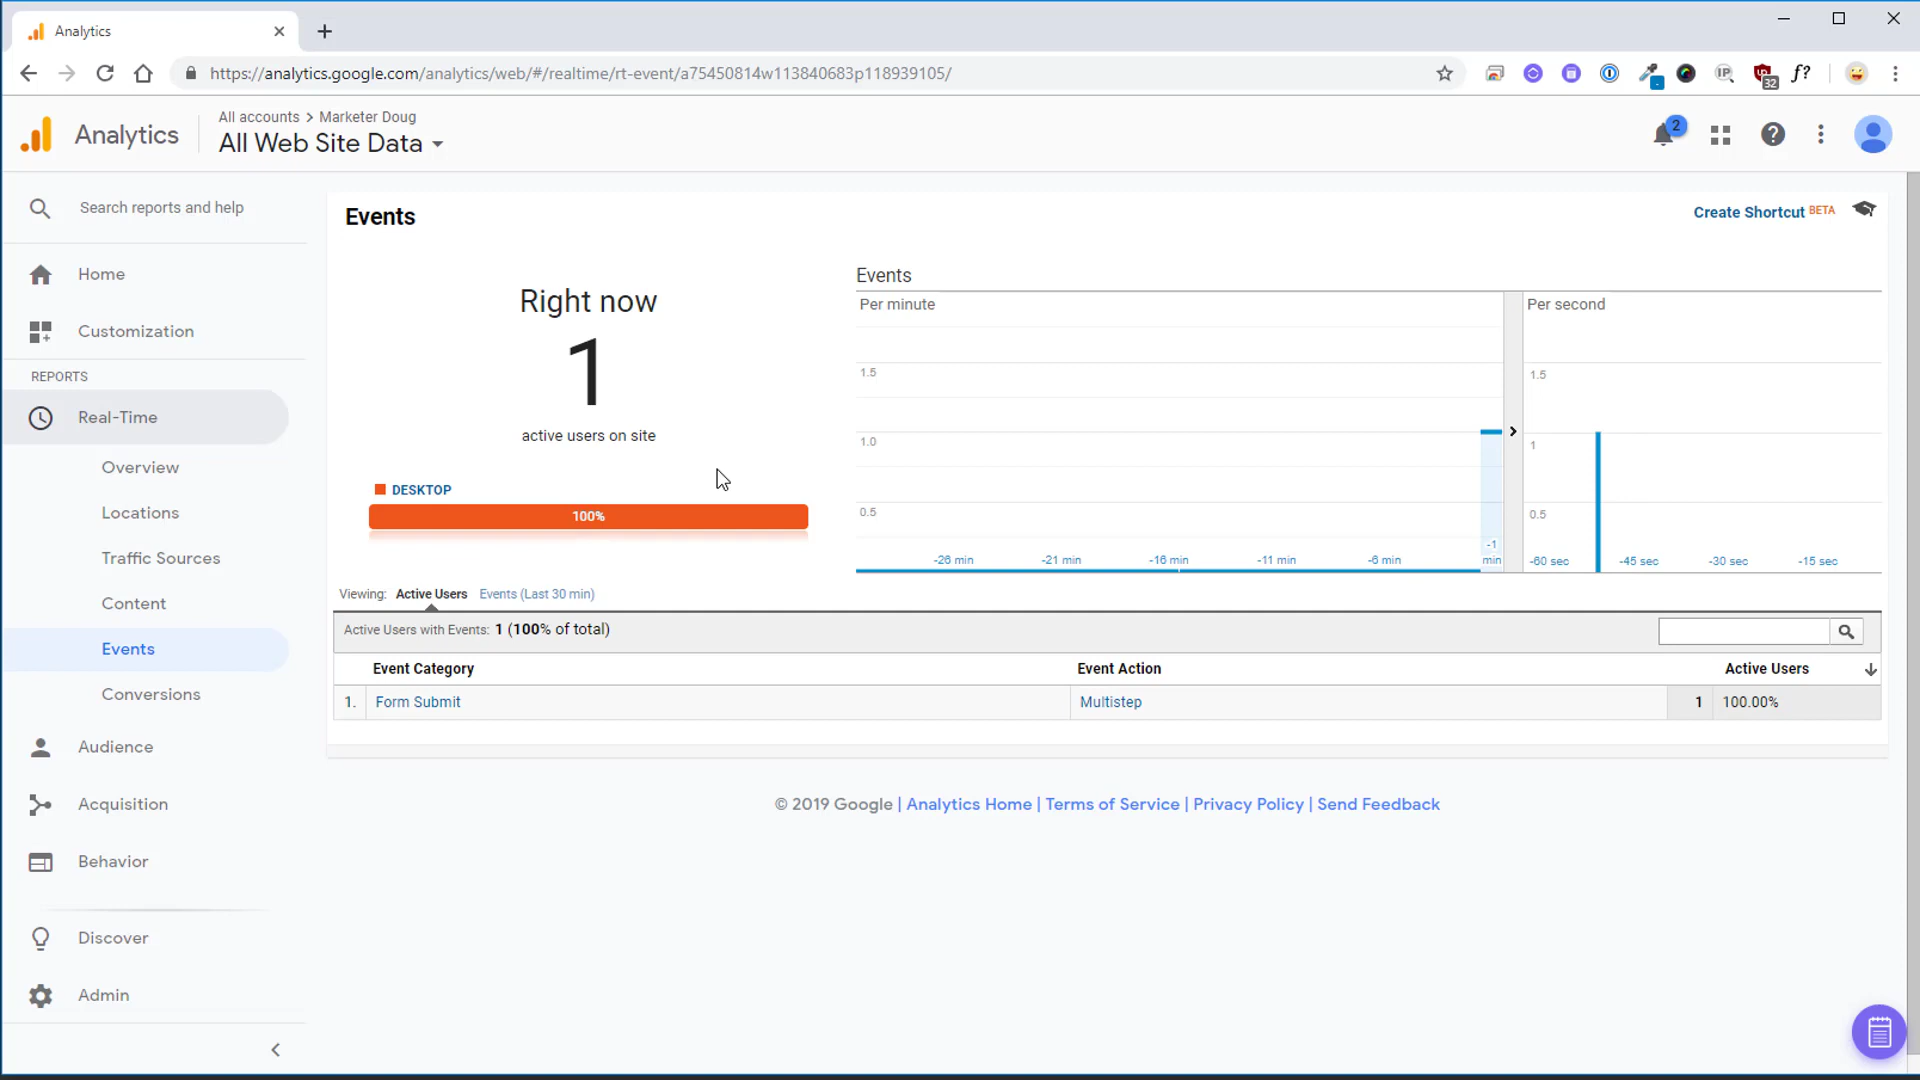 Analytics
https://analytics.google.com/analytics/web/#/realtime/rt-event/a75450814w113840683p118939105/
IP
32
f?
Analytics
All accounts > Marketer Doug
All Web Site Data
2
Search reports and help
Home
Customization
REPORTS
Real-Time
Overview
Locations
Traffic Sources
Content
Events
Conversions
Audience
Acquisition
Behavior
Discover
Admin
Events
Create Shortcut BETA
Right now
1
active users on site
DESKTOP
100%
Events
Per minute
1.5
1.0
0.5
-26 min -21 min -16 min -11 min -6 min -1 min
Per second
1.5
1
0.5
-60 sec -45 sec -30 sec -15 sec
Viewing: Active Users Events (Last 30 min)
Active Users with Events: 1 (100% of total)
Event Category Event Action Active Users
1. Form Submit Multistep 1 100.00%
© 2019 Google | Analytics Home | Terms of Service | Privacy Policy | Send Feedback